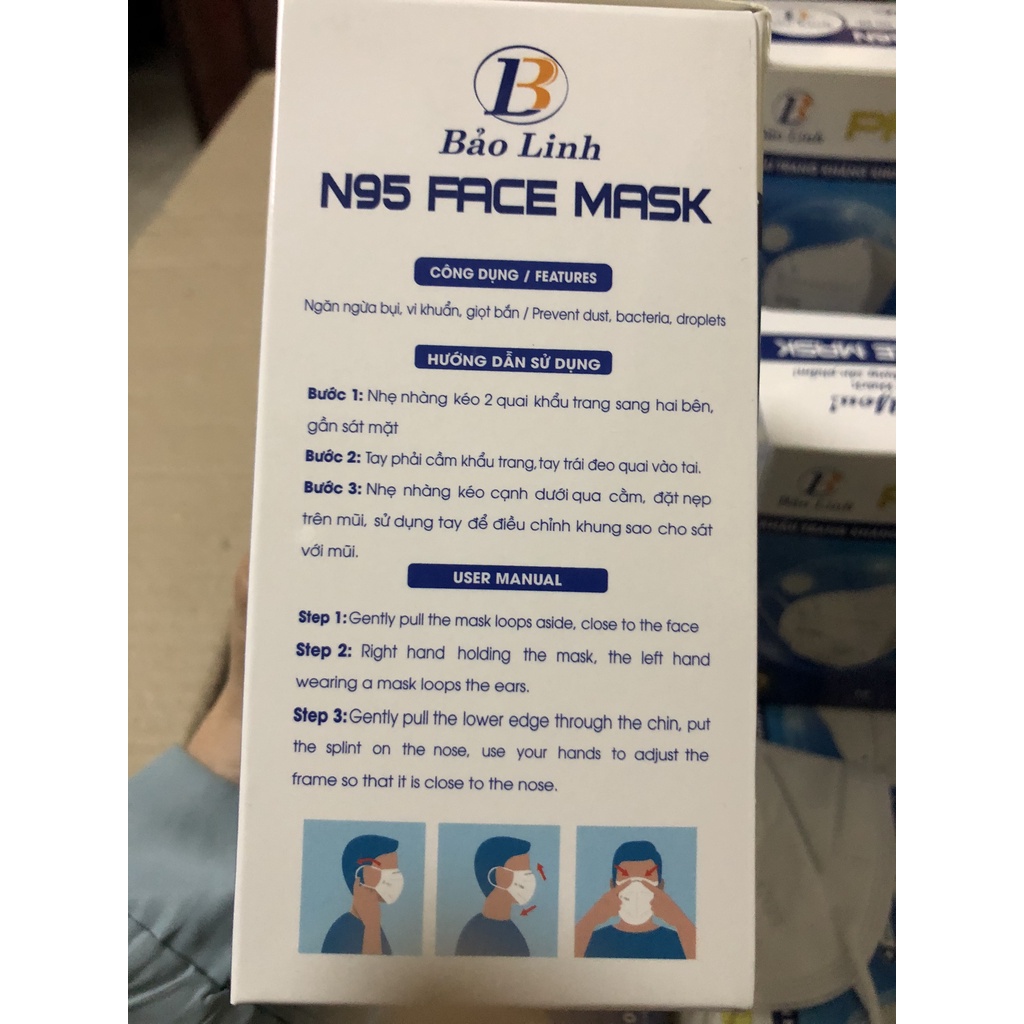 B
Bảo Linh
N95 FACE MASK
CÔNG DỤNG / FEATURES
Ngăn ngừa bụi, vi khuẩn, giọt bắn / Prevent dust, bacteria, droplets
HƯỚNG DẪN SỬ DỤNG
Bước 1: Nhẹ nhàng kéo 2 quai khẩu trang sang hai bên,
gần sát mặt
Bước 2: Tay phải cầm khẩu trang,tay trái đeo quai vào tai.
Bước 3: Nhẹ nhàng kéo cạnh dưới qua cằm, đặt nẹp
trên mũi, sử dụng tay để điều chỉnh khung sao cho sát
với mũi.
USER MANUAL
Step 1:Gently pull the mask loops aside, close to the face
Step 2: Right hand holding the mask, the left hand
wearing a mask loops the ears.
Step 3:Gently pull the lower edge through the chin, put
the splint on the nose, use your hands to adjust the
frame so that it is close to the nose.
N95
Bảo Linh
E MASK
You!
Bảo Linh